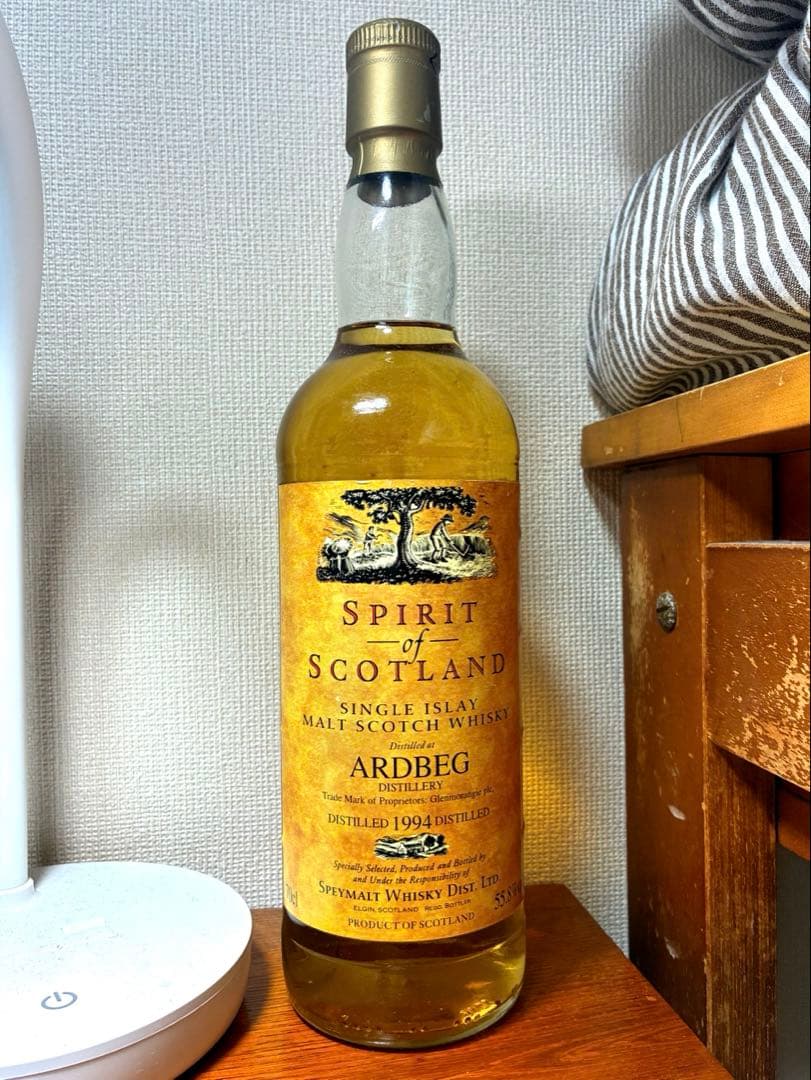 SPIRIT
of
SCOTLAND
SINGLE ISLAY
MALT SCOTCH WHISKY
Distilled at
ARDBEG
DISTILLERY
Trade Mark of Proprietors: Glenmorangie plc.
DISTILLED 1994 DISTILLED
Specially Selected, Produced and Bottled by
and Under the Responsibility of
SPEYMALT WHISKY DIST. LTD.
ELGIN, SCOTLAND REGD. BOTTLER
PRODUCT OF SCOTLAND